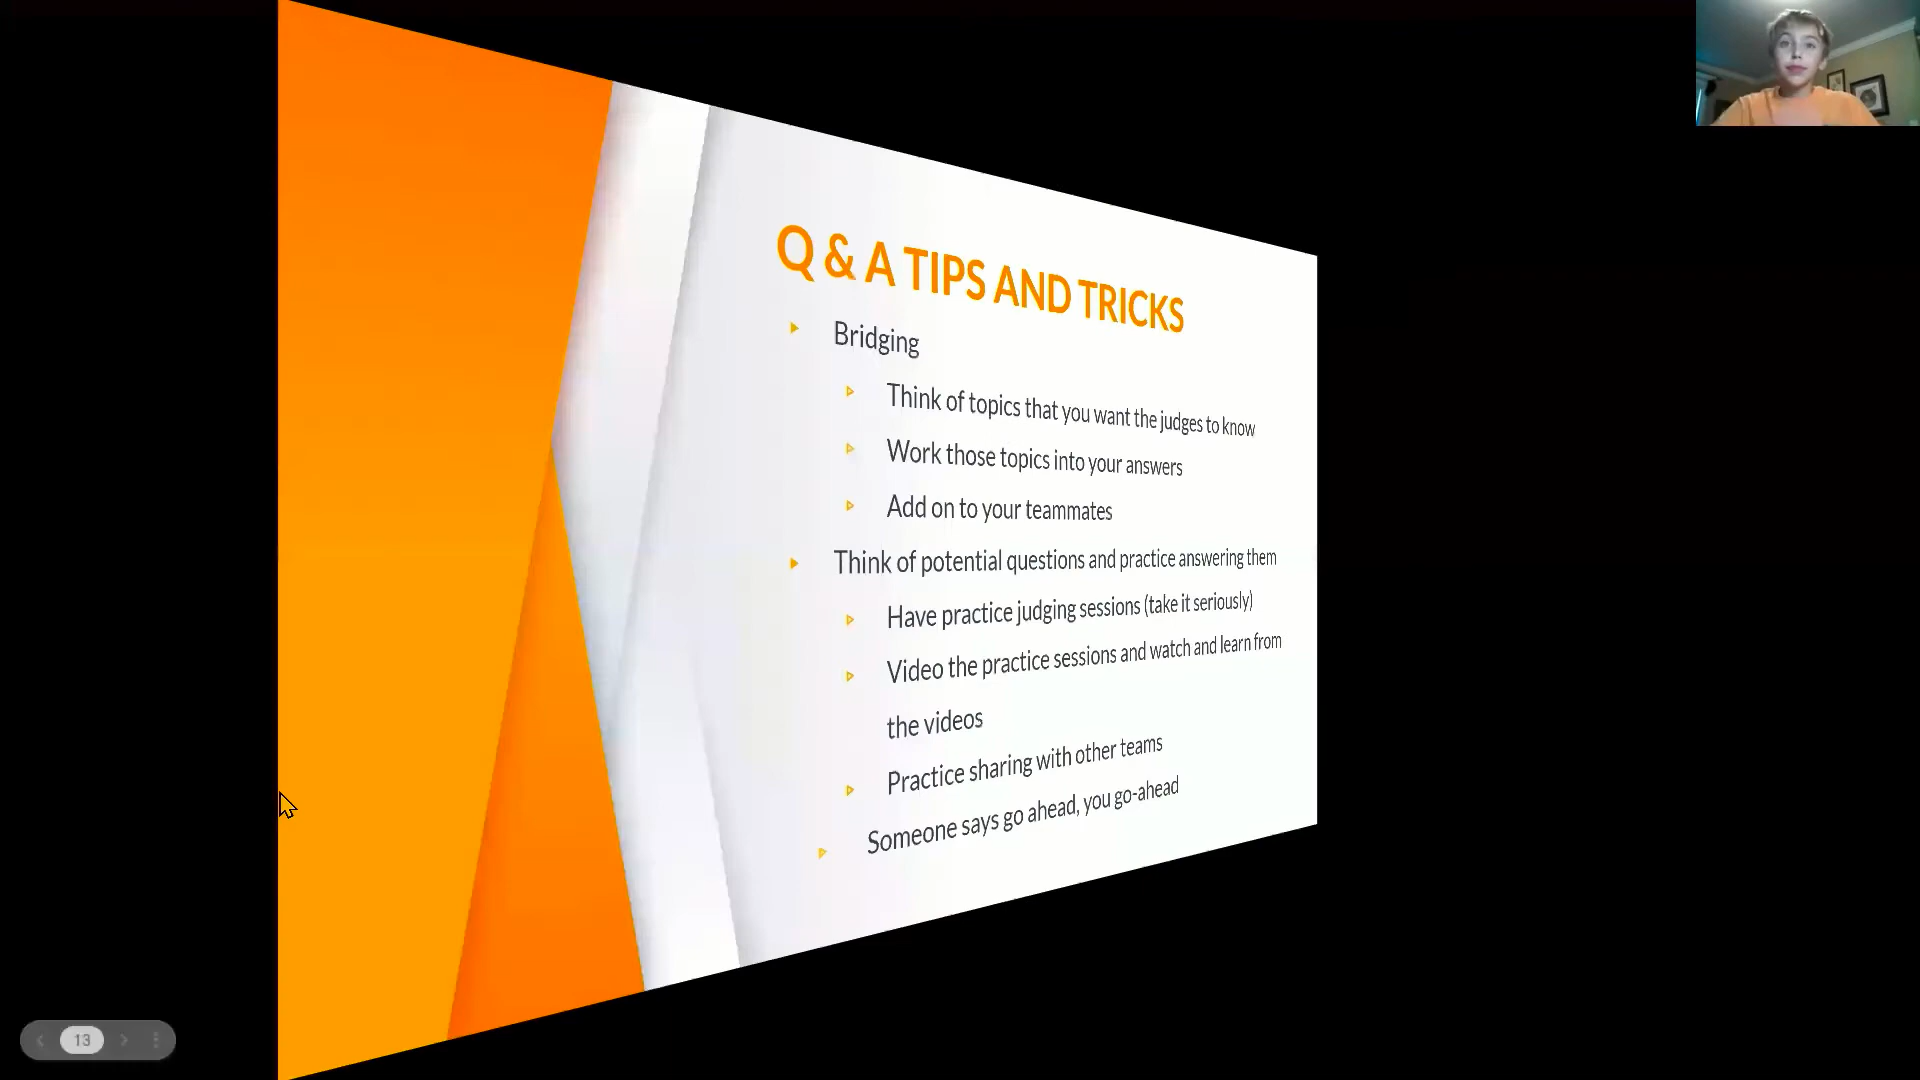 Q & A TIPS AND TRICKS
Bridging
Think of topics that you want the judges to know
Work those topics into your answers
Add on to your teammates
Think of potential questions and practice answering them
Have practice judging sessions (take it seriously)
Video the practice sessions and watch and learn from
the videos
Practice sharing with other teams
Someone says go ahead, you go-ahead
13